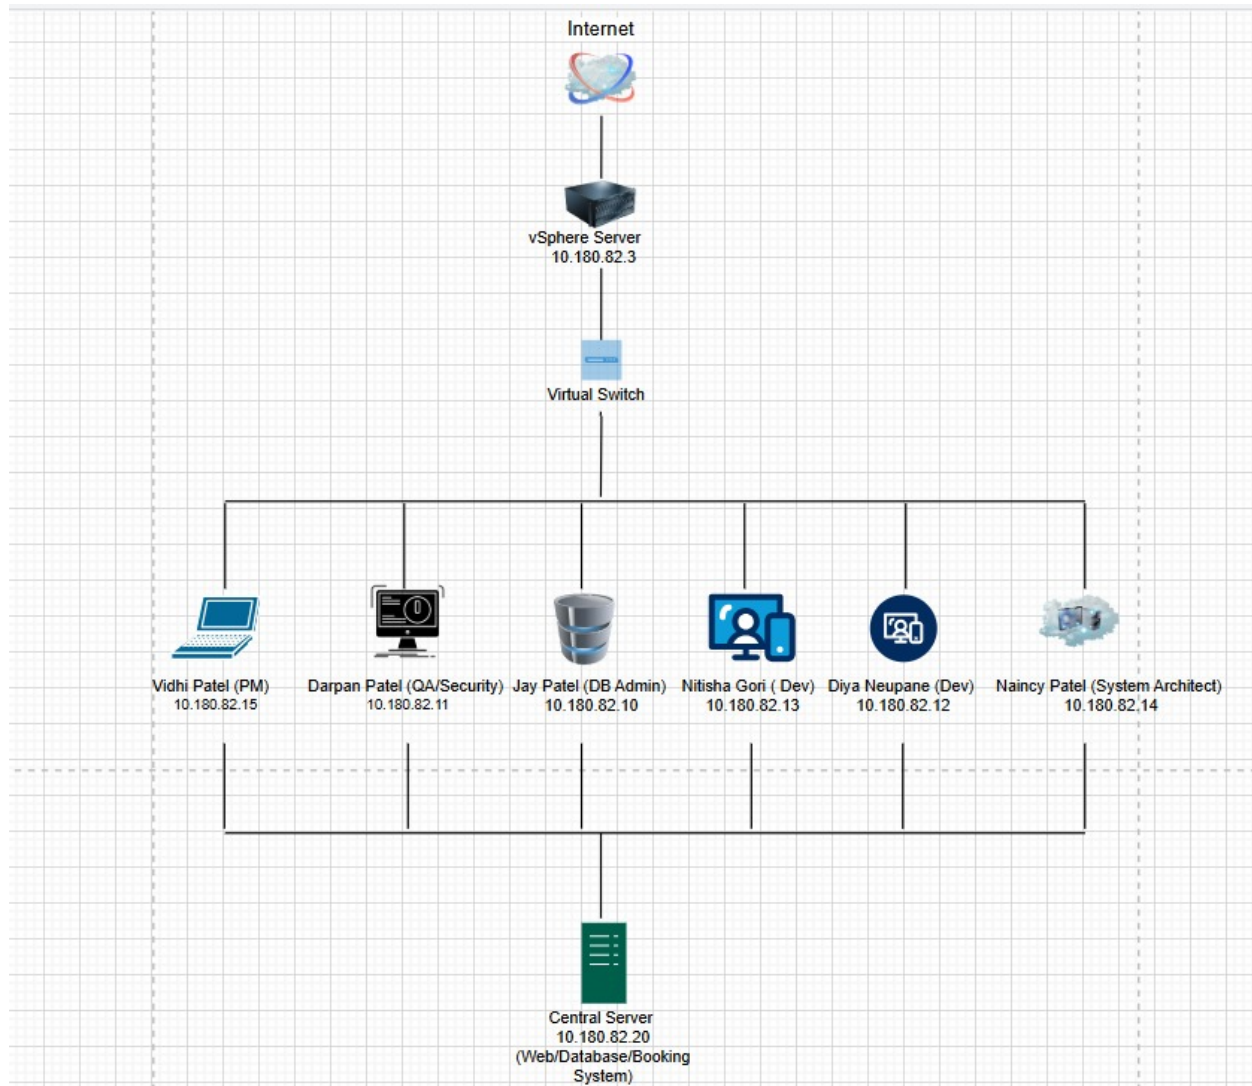 Internet
vSphere Server
10.180.82.3
Virtual Switch
Vidhi Patel (PM)
10.180.82.15
Darpan Patel (QA/Security)
10.180.82.11
Jay Patel (DB Admin)
10.180.82.10
Nitisha Gori ( Dev)
10.180.82.13
Diya Neupane (Dev)
10.180.82.12
Naincy Patel (System Architect)
10.180.82.14
Central Server
10.180.82.20
(Web/Database/Booking
System)